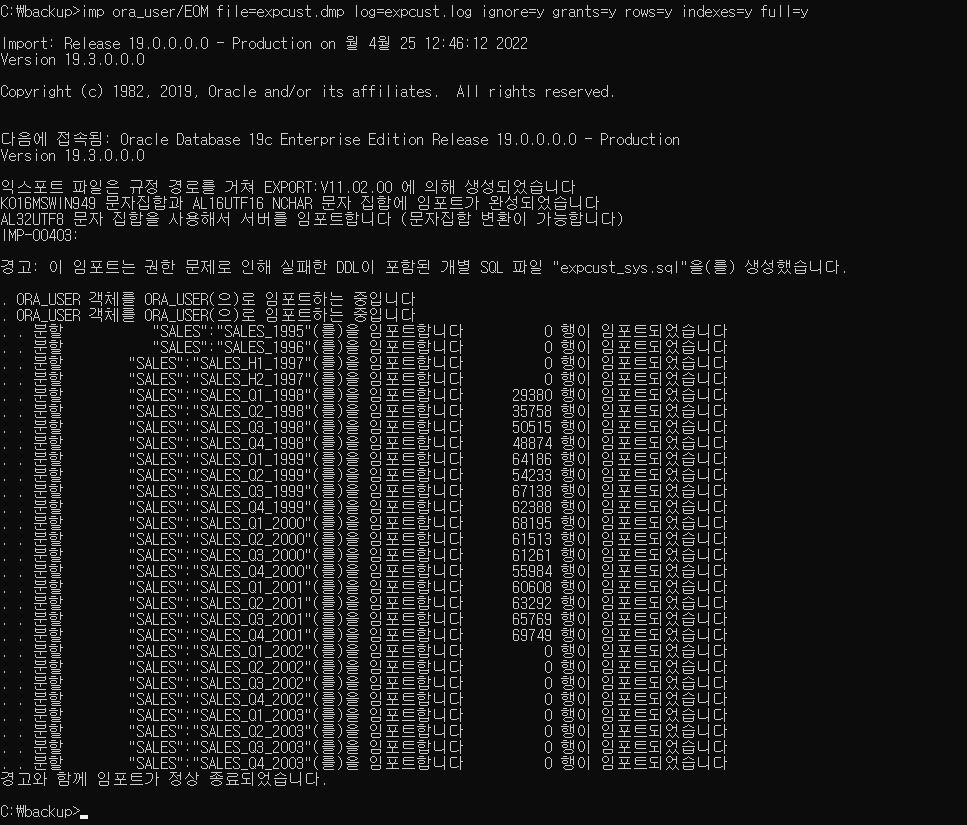 C:\backup>imp ora_user/EOM file=expcust.dmp log=expcust.log ignore=y grants=y rows=y indexes=y full=y
Import: Release 19.0.0.0.0 - Production on 월 4월 25 12:46:12 2022
Version 19.3.0.0.0
Copyright (c) 1982, 2019, Oracle and/or its affiliates.  All rights reserved.
다음에 접속됨: Oracle Database 19c Enterprise Edition Release 19.0.0.0.0 - Production
Version 19.3.0.0.0
익스포트 파일은 규정 경로를 거쳐 EXPORT:V11.02.00 에 의해 생성되었습니다
KO16MSWIN949 문자집합과 AL16UTF16 NCHAR 문자 집합에 임포트가 완성되었습니다
AL32UTF8 문자 집합을 사용해서 서버를 임포트합니다 (문자집합 변환이 가능합니다)
IMP-00403:
경고: 이 임포트는 권한 문제로 인해 실패한 DDL이 포함된 개별 SQL 파일 "expcust_sys.sql"을(를) 생성했습니다.
. ORA_USER 객체를 ORA_USER(으)로 임포트하는 중입니다
. ORA_USER 객체를 ORA_USER(으)로 임포트하는 중입니다
. . 분할 "SALES":"SALES_1995"(를)을 임포트합니다 0 행이 임포트되었습니다
. . 분할 "SALES":"SALES_1996"(를)을 임포트합니다 0 행이 임포트되었습니다
. . 분할 "SALES":"SALES_H1_1997"(를)을 임포트합니다 0 행이 임포트되었습니다
. . 분할 "SALES":"SALES_H2_1997"(를)을 임포트합니다 0 행이 임포트되었습니다
. . 분할 "SALES":"SALES_Q1_1998"(를)을 임포트합니다 29380 행이 임포트되었습니다
. . 분할 "SALES":"SALES_Q2_1998"(를)을 임포트합니다 35758 행이 임포트되었습니다
. . 분할 "SALES":"SALES_Q3_1998"(를)을 임포트합니다 50515 행이 임포트되었습니다
. . 분할 "SALES":"SALES_Q4_1998"(를)을 임포트합니다 48874 행이 임포트되었습니다
. . 분할 "SALES":"SALES_Q1_1999"(를)을 임포트합니다 64186 행이 임포트되었습니다
. . 분할 "SALES":"SALES_Q2_1999"(를)을 임포트합니다 54233 행이 임포트되었습니다
. . 분할 "SALES":"SALES_Q3_1999"(를)을 임포트합니다 67138 행이 임포트되었습니다
. . 분할 "SALES":"SALES_Q4_1999"(를)을 임포트합니다 62388 행이 임포트되었습니다
. . 분할 "SALES":"SALES_Q1_2000"(를)을 임포트합니다 68195 행이 임포트되었습니다
. . 분할 "SALES":"SALES_Q2_2000"(를)을 임포트합니다 61513 행이 임포트되었습니다
. . 분할 "SALES":"SALES_Q3_2000"(를)을 임포트합니다 61261 행이 임포트되었습니다
. . 분할 "SALES":"SALES_Q4_2000"(를)을 임포트합니다 55984 행이 임포트되었습니다
. . 분할 "SALES":"SALES_Q1_2001"(를)을 임포트합니다 60608 행이 임포트되었습니다
. . 분할 "SALES":"SALES_Q2_2001"(를)을 임포트합니다 63292 행이 임포트되었습니다
. . 분할 "SALES":"SALES_Q3_2001"(를)을 임포트합니다 65769 행이 임포트되었습니다
. . 분할 "SALES":"SALES_Q4_2001"(를)을 임포트합니다 69749 행이 임포트되었습니다
. . 분할 "SALES":"SALES_Q1_2002"(를)을 임포트합니다 0 행이 임포트되었습니다
. . 분할 "SALES":"SALES_Q2_2002"(를)을 임포트합니다 0 행이 임포트되었습니다
. . 분할 "SALES":"SALES_Q3_2002"(를)을 임포트합니다 0 행이 임포트되었습니다
. . 분할 "SALES":"SALES_Q4_2002"(를)을 임포트합니다 0 행이 임포트되었습니다
. . 분할 "SALES":"SALES_Q1_2003"(를)을 임포트합니다 0 행이 임포트되었습니다
. . 분할 "SALES":"SALES_Q2_2003"(를)을 임포트합니다 0 행이 임포트되었습니다
. . 분할 "SALES":"SALES_Q3_2003"(를)을 임포트합니다 0 행이 임포트되었습니다
. . 분할 "SALES":"SALES_Q4_2003"(를)을 임포트합니다 0 행이 임포트되었습니다
경고와 함께 임포트가 정상 종료되었습니다.
C:\backup>